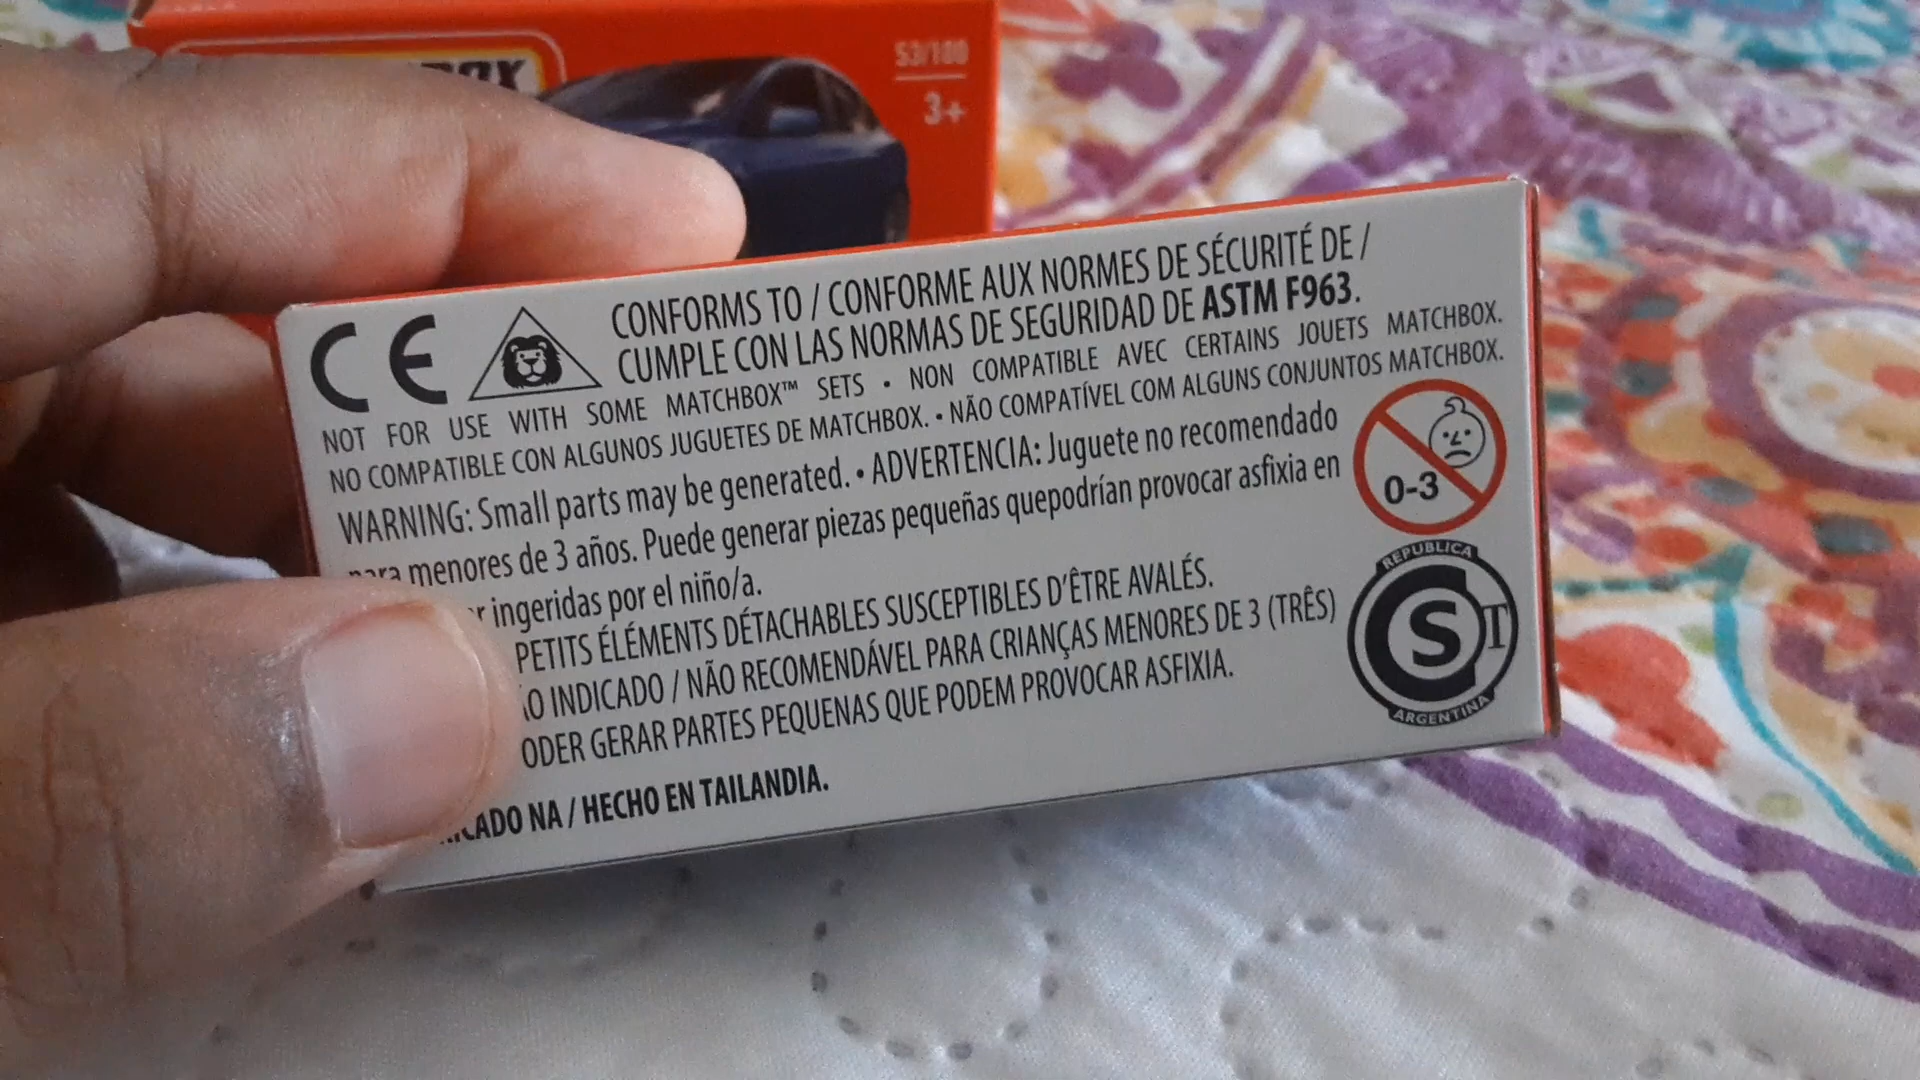 53/100
3+
CE
CONFORMS TO / CONFORME AUX NORMES DE SÉCURITÉ DE /
CUMPLE CON LAS NORMAS DE SEGURIDAD DE ASTM F963.
NOT FOR USE WITH SOME MATCHBOX™ SETS • NON COMPATIBLE AVEC CERTAINS JOUETS MATCHBOX.
NO COMPATIBLE CON ALGUNOS JUGUETES DE MATCHBOX. • NÃO COMPATÍVEL COM ALGUNS CONJUNTOS MATCHBOX.
WARNING: Small parts may be generated. • ADVERTENCIA: Juguete no recomendado
menores de 3 años. Puede generar piezas pequeñas quepodrían provocar asfixia en
ingeridas por el niño/a.
PETITS ÉLÉMENTS DÉTACHABLES SUSCEPTIBLES D'ÊTRE AVALÉS.
INDICADO / NÃO RECOMENDÁVEL PARA CRIANÇAS MENORES DE 3 (TRÊS)
GERAR PARTES PEQUENAS QUE PODEM PROVOCAR ASFIXIA.
NA / HECHO EN TAILANDIA.
0-3
REPUBLICA
S T
ARGENTINA